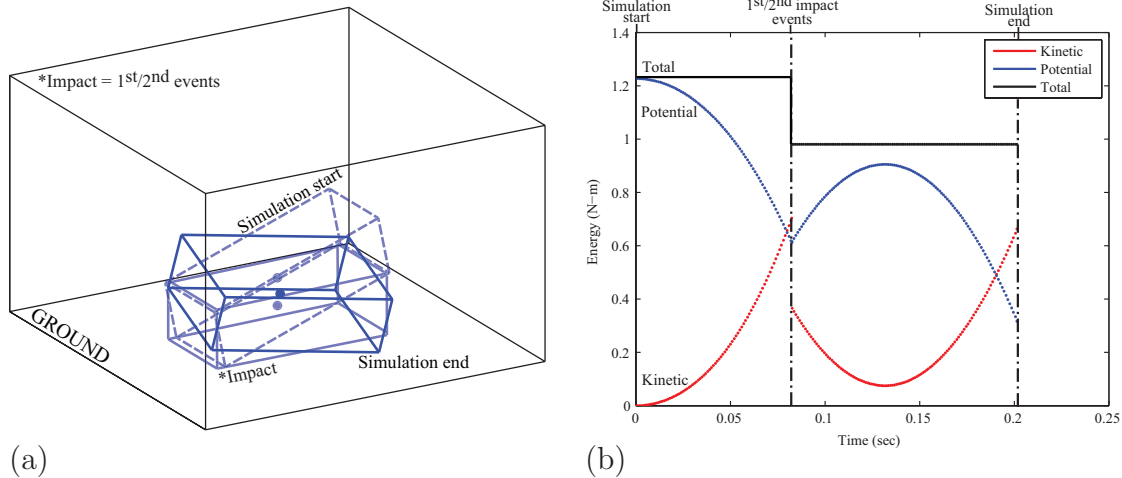 *Impact = 1st/2nd events
Simulation start
GROUND
*Impact
Simulation end
(a)
Simulation
start
1st/2nd impact
events
Simulation
end
1.4
1.2
1
0.8
0.6
0.4
0.2
0
Energy (N−m)
Total
Potential
Kinetic
Kinetic
Potential
Total
0
0.05
0.1
0.15
0.2
0.25
Time (sec)
(b)